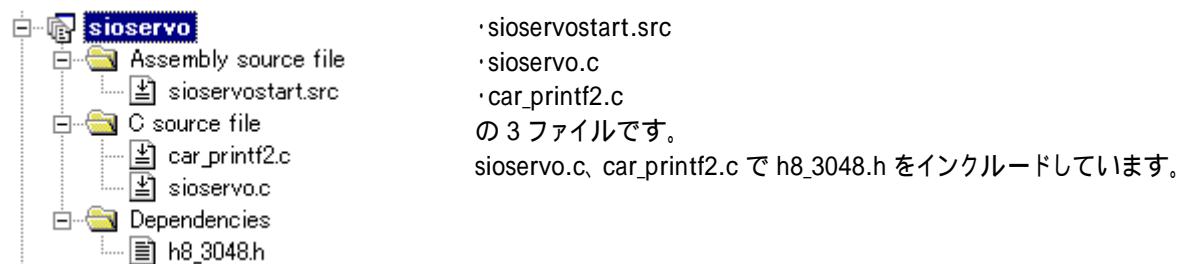 sioservo
Assembly source file
sioservostart.src
C source file
car_printf2.c
sioservo.c
Dependencies
h8_3048.h
・sioservostart.src
・sioservo.c
・car_printf2.c
の 3 ファイルです。
sioservo.c、car_printf2.c で h8_3048.h をインクルードしています。